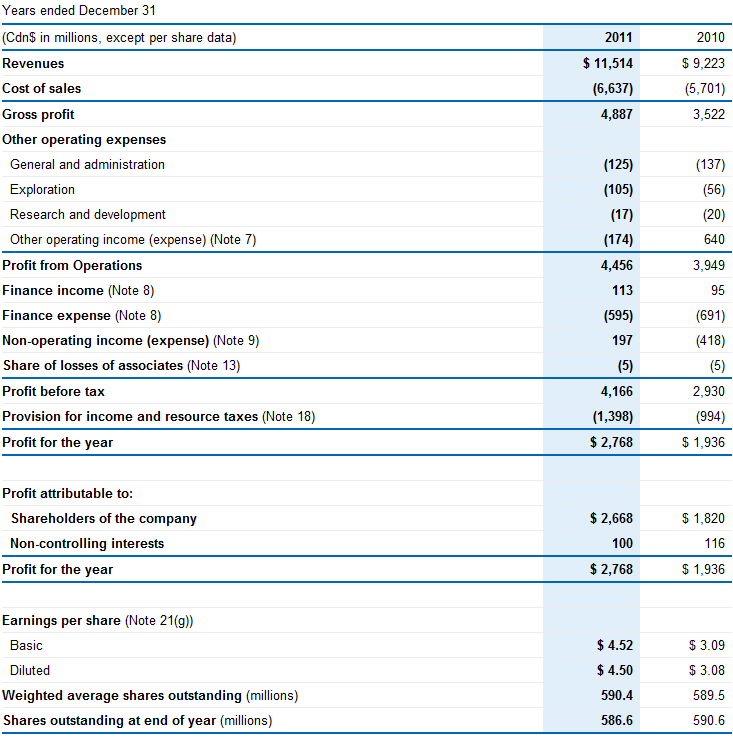 Years ended December 31
(Cdn$ in millions, except per share data) 2011 2010
Revenues $ 11,514 $ 9,223
Cost of sales (6,637) (5,701)
Gross profit 4,887 3,522
Other operating expenses
General and administration (125) (137)
Exploration (105) (56)
Research and development (17) (20)
Other operating income (expense) (Note 7) (174) 640
Profit from Operations 4,456 3,949
Finance income (Note 8) 113 95
Finance expense (Note 8) (595) (691)
Non-operating income (expense) (Note 9) 197 (418)
Share of losses of associates (Note 13) (5) (5)
Profit before tax 4,166 2,930
Provision for income and resource taxes (Note 18) (1,398) (994)
Profit for the year $ 2,768 $ 1,936
Profit attributable to:
Shareholders of the company $ 2,668 $ 1,820
Non-controlling interests 100 116
Profit for the year $ 2,768 $ 1,936
Earnings per share (Note 21(g))
Basic $ 4.52 $ 3.09
Diluted $ 4.50 $ 3.08
Weighted average shares outstanding (millions) 590.4 589.5
Shares outstanding at end of year (millions) 586.6 590.6